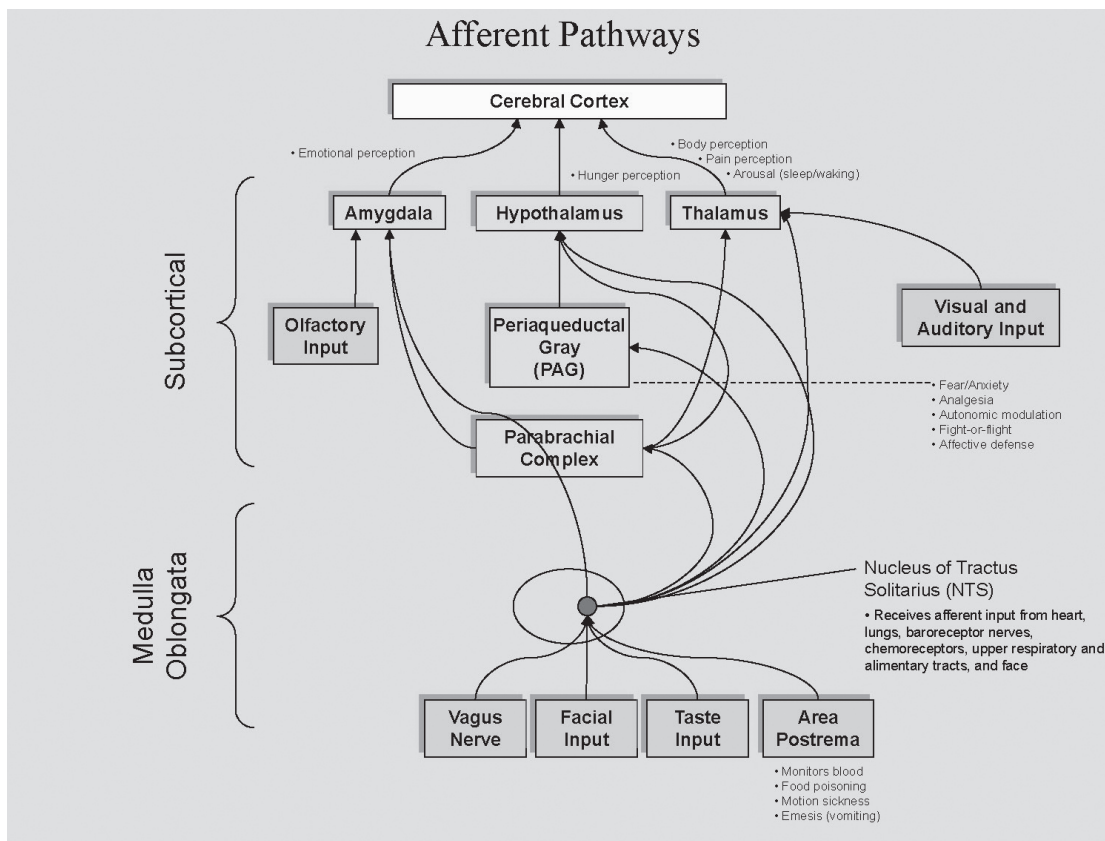 Afferent Pathways
Cerebral Cortex
• Emotional perception
• Hunger perception
• Body perception
• Pain perception
• Arousal (sleep/waking)
Subcortical
Amygdala
Hypothalamus
Thalamus
Olfactory
Input
Periaqueductal
Gray
(PAG)
Visual and
Auditory Input
• Fear/Anxiety
• Analgesia
• Autonomic modulation
• Fight-or-flight
• Affective defense
Parabrachial
Complex
Medulla
Oblongata
Nucleus of Tractus
Solitarius (NTS)
• Receives afferent input from heart,
lungs, baroreceptor nerves,
chemoreceptors, upper respiratory and
alimentary tracts, and face
Vagus
Nerve
Facial
Input
Taste
Input
Area
Postrema
• Monitors blood
• Food poisoning
• Motion sickness
• Emesis (vomiting)